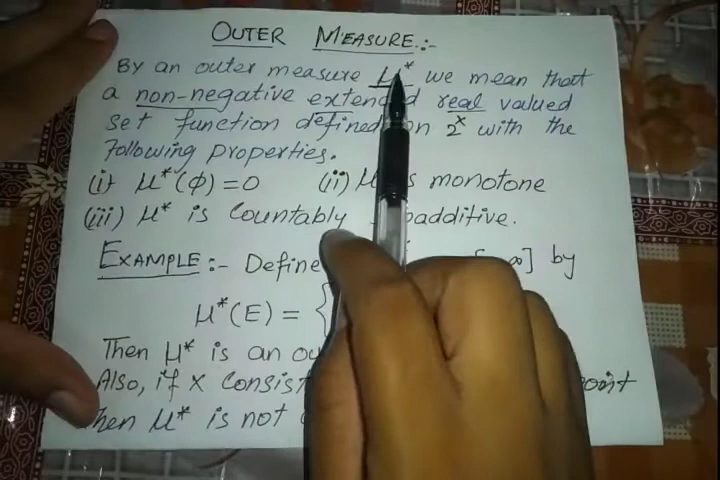 OUTER MEASURE:-
By an outer measure μ* we mean that
a non-negative extended real valued
set function defined on 2^X with the
following properties.
(i) μ*(ϕ)=0 (ii) μ* is monotone
(iii) μ* is Countably subadditive.
EXAMPLE:- Define ∞] by
μ*(E) = {
Then μ* is an
Also, if X Consist point
then μ* is not